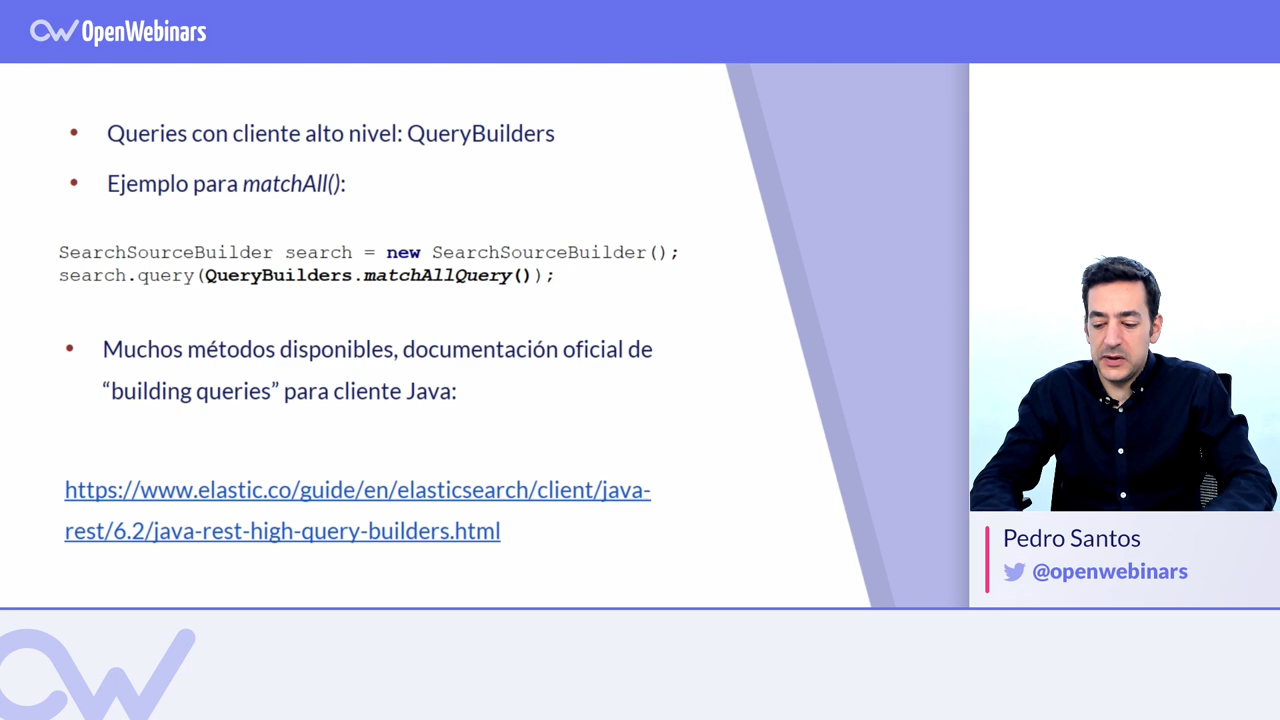 OpenWebinars
• Queries con cliente alto nivel: QueryBuilders
• Ejemplo para matchAll():
SearchSourceBuilder search = new SearchSourceBuilder();
search.query(QueryBuilders.matchAllQuery());
• Muchos métodos disponibles, documentación oficial de
“building queries” para cliente Java:
https://www.elastic.co/guide/en/elasticsearch/client/java-
rest/6.2/java-rest-high-query-builders.html
Pedro Santos
@openwebinars